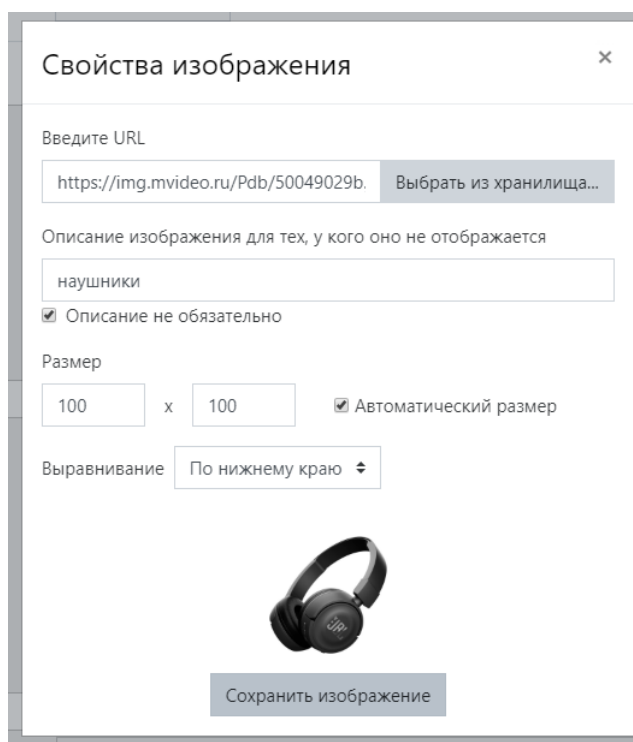 Свойства изображения ×
Введите URL
https://img.mvideo.ru/Pdb/50049029b. Выбрать из хранилища...
Описание изображения для тех, у кого оно не отображается
наушники
Описание не обязательно
Размер
100 x 100 Автоматический размер
Выравнивание По нижнему краю
JBL
Сохранить изображение